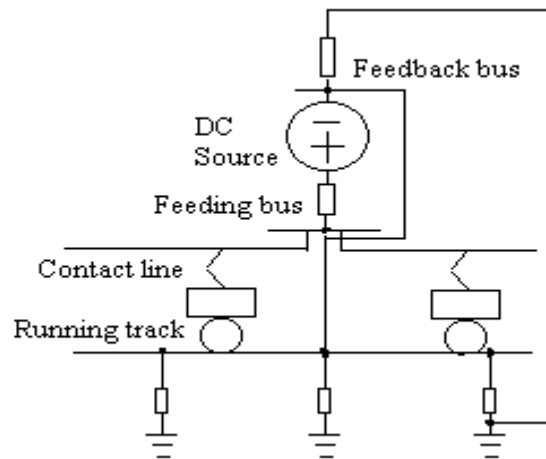 Feedback bus
DC
Source
Feeding bus
Contact line
Running track